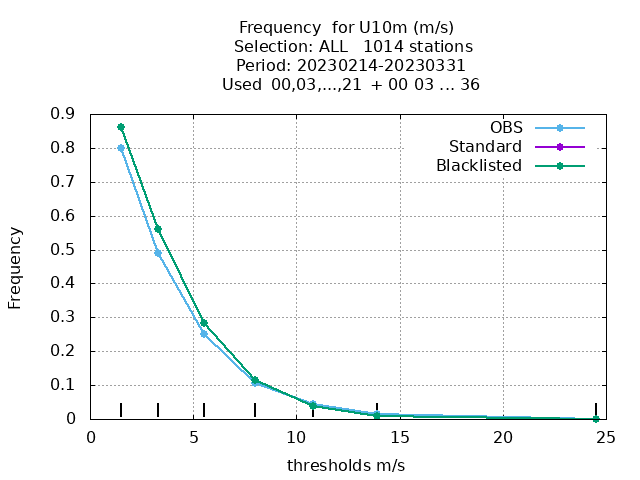 Frequency  for U10m (m/s)
Selection: ALL   1014 stations
Period: 20230214-20230331
Used  00,03,...,21  + 00 03 ... 36
OBS
Standard
Blacklisted
Frequency
0.9
0.8
0.7
0.6
0.5
0.4
0.3
0.2
0.1
0
0 5 10 15 20 25
thresholds m/s